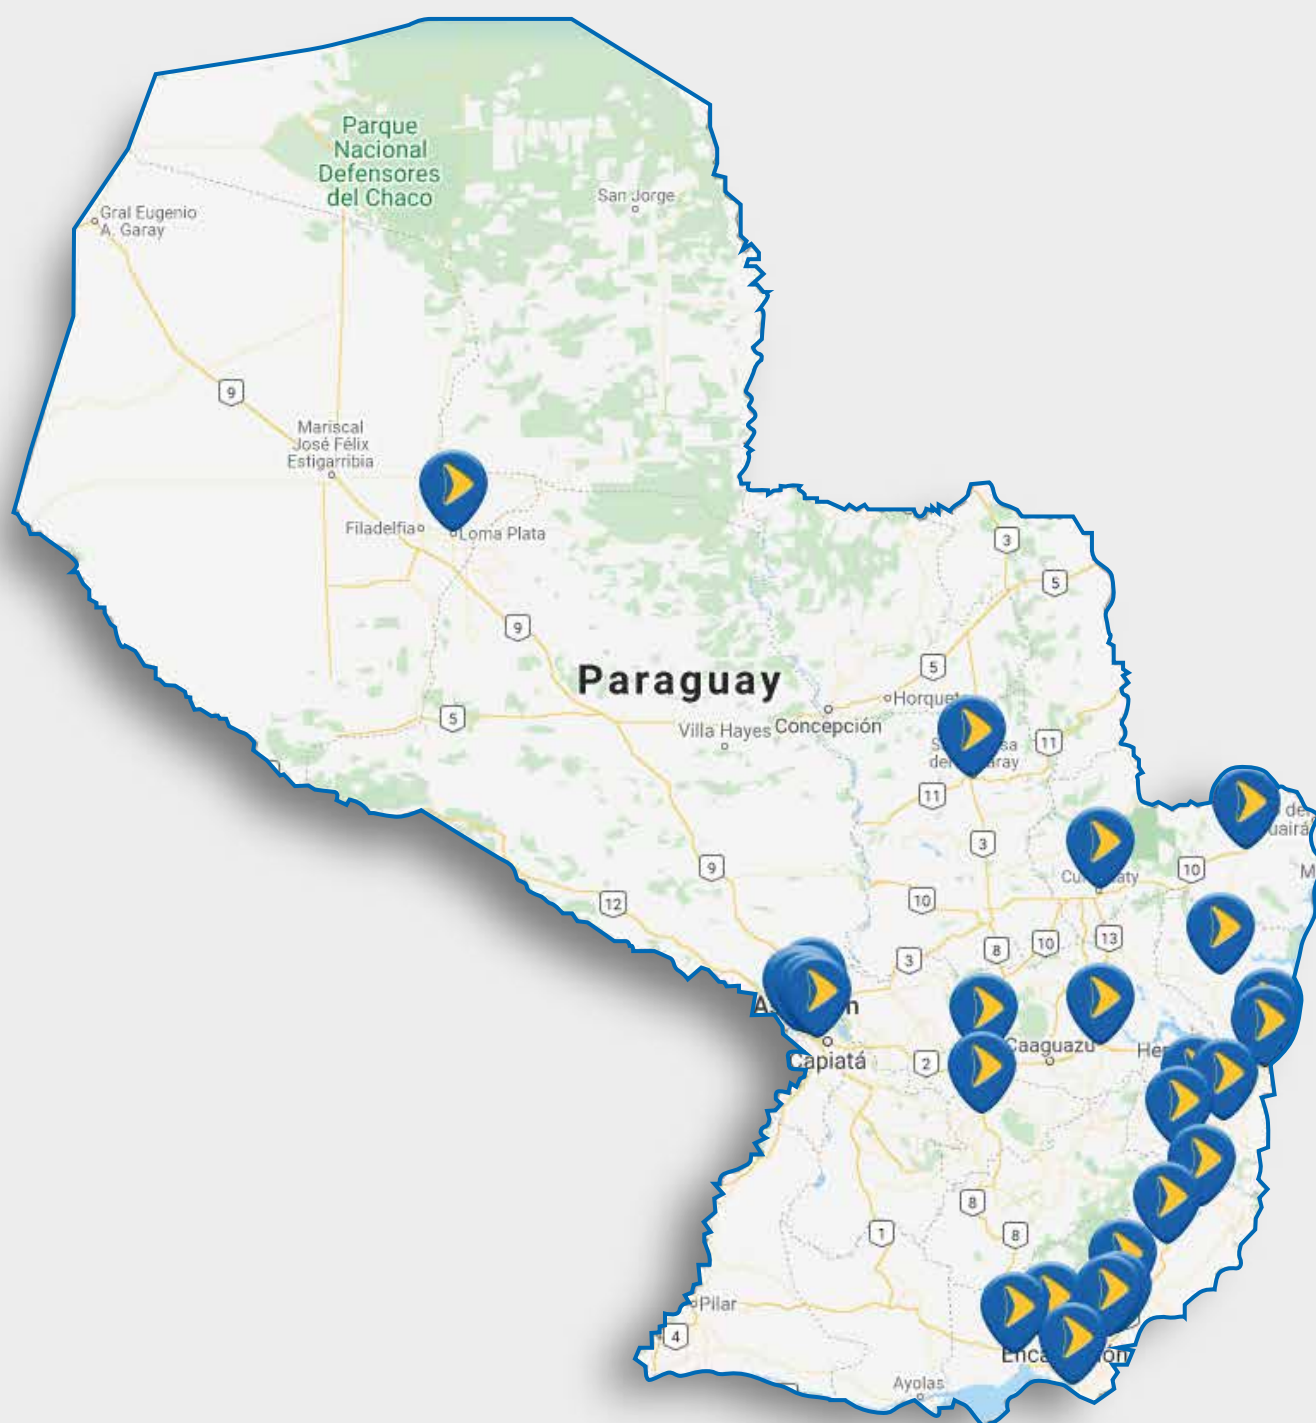 Parque
Nacional
Defensores
del Chaco
San Jorge
Gral Eugenio
A. Garay
9
Mariscal
José Félix
Estigarribia
Filadelfia
Loma Plata
3
5
9
Paraguay
5
Horquet
5
Villa Hayes
Concepción
11
11
3
9
10
12
10
8
10
13
3
Capiatá
2
Caaguazú
8
1
8
Pilar
4
Ayolas